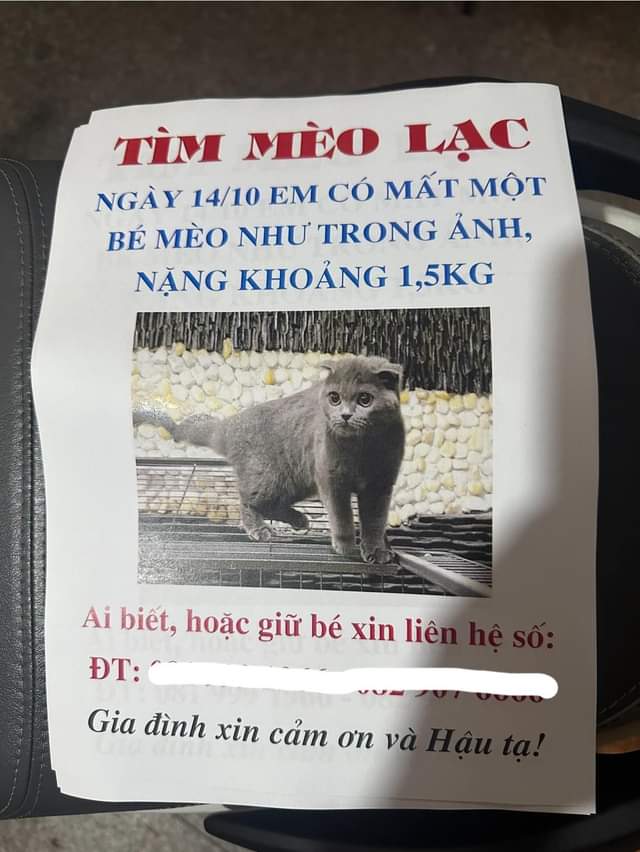 TÌM MÈO LẠC
NGÀY 14/10 EM CÓ MẤT MỘT
BÉ MÈO NHƯ TRONG ẢNH,
NẶNG KHOẢNG 1,5KG
Ai biết, hoặc giữ bé xin liên hệ số:
ĐT:
Gia đình xin cảm ơn và Hậu tạ!